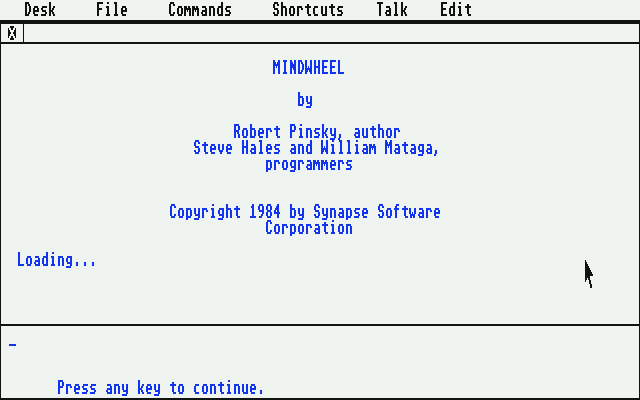 Desk File Commands Shortcuts Talk Edit
MINDWHEEL
by
Robert Pinsky, author
Steve Hales and William Mataga,
programmers
Copyright 1984 by Synapse Software
Corporation
Loading...
Press any key to continue.